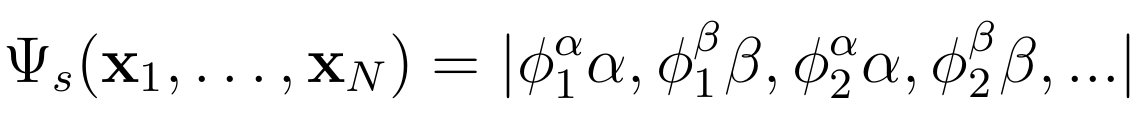 Ψ_s(𝐱_1, . . . , 𝐱_N) = |ϕ_1^α α, ϕ_1^β β, ϕ_2^α α, ϕ_2^β β, ...|